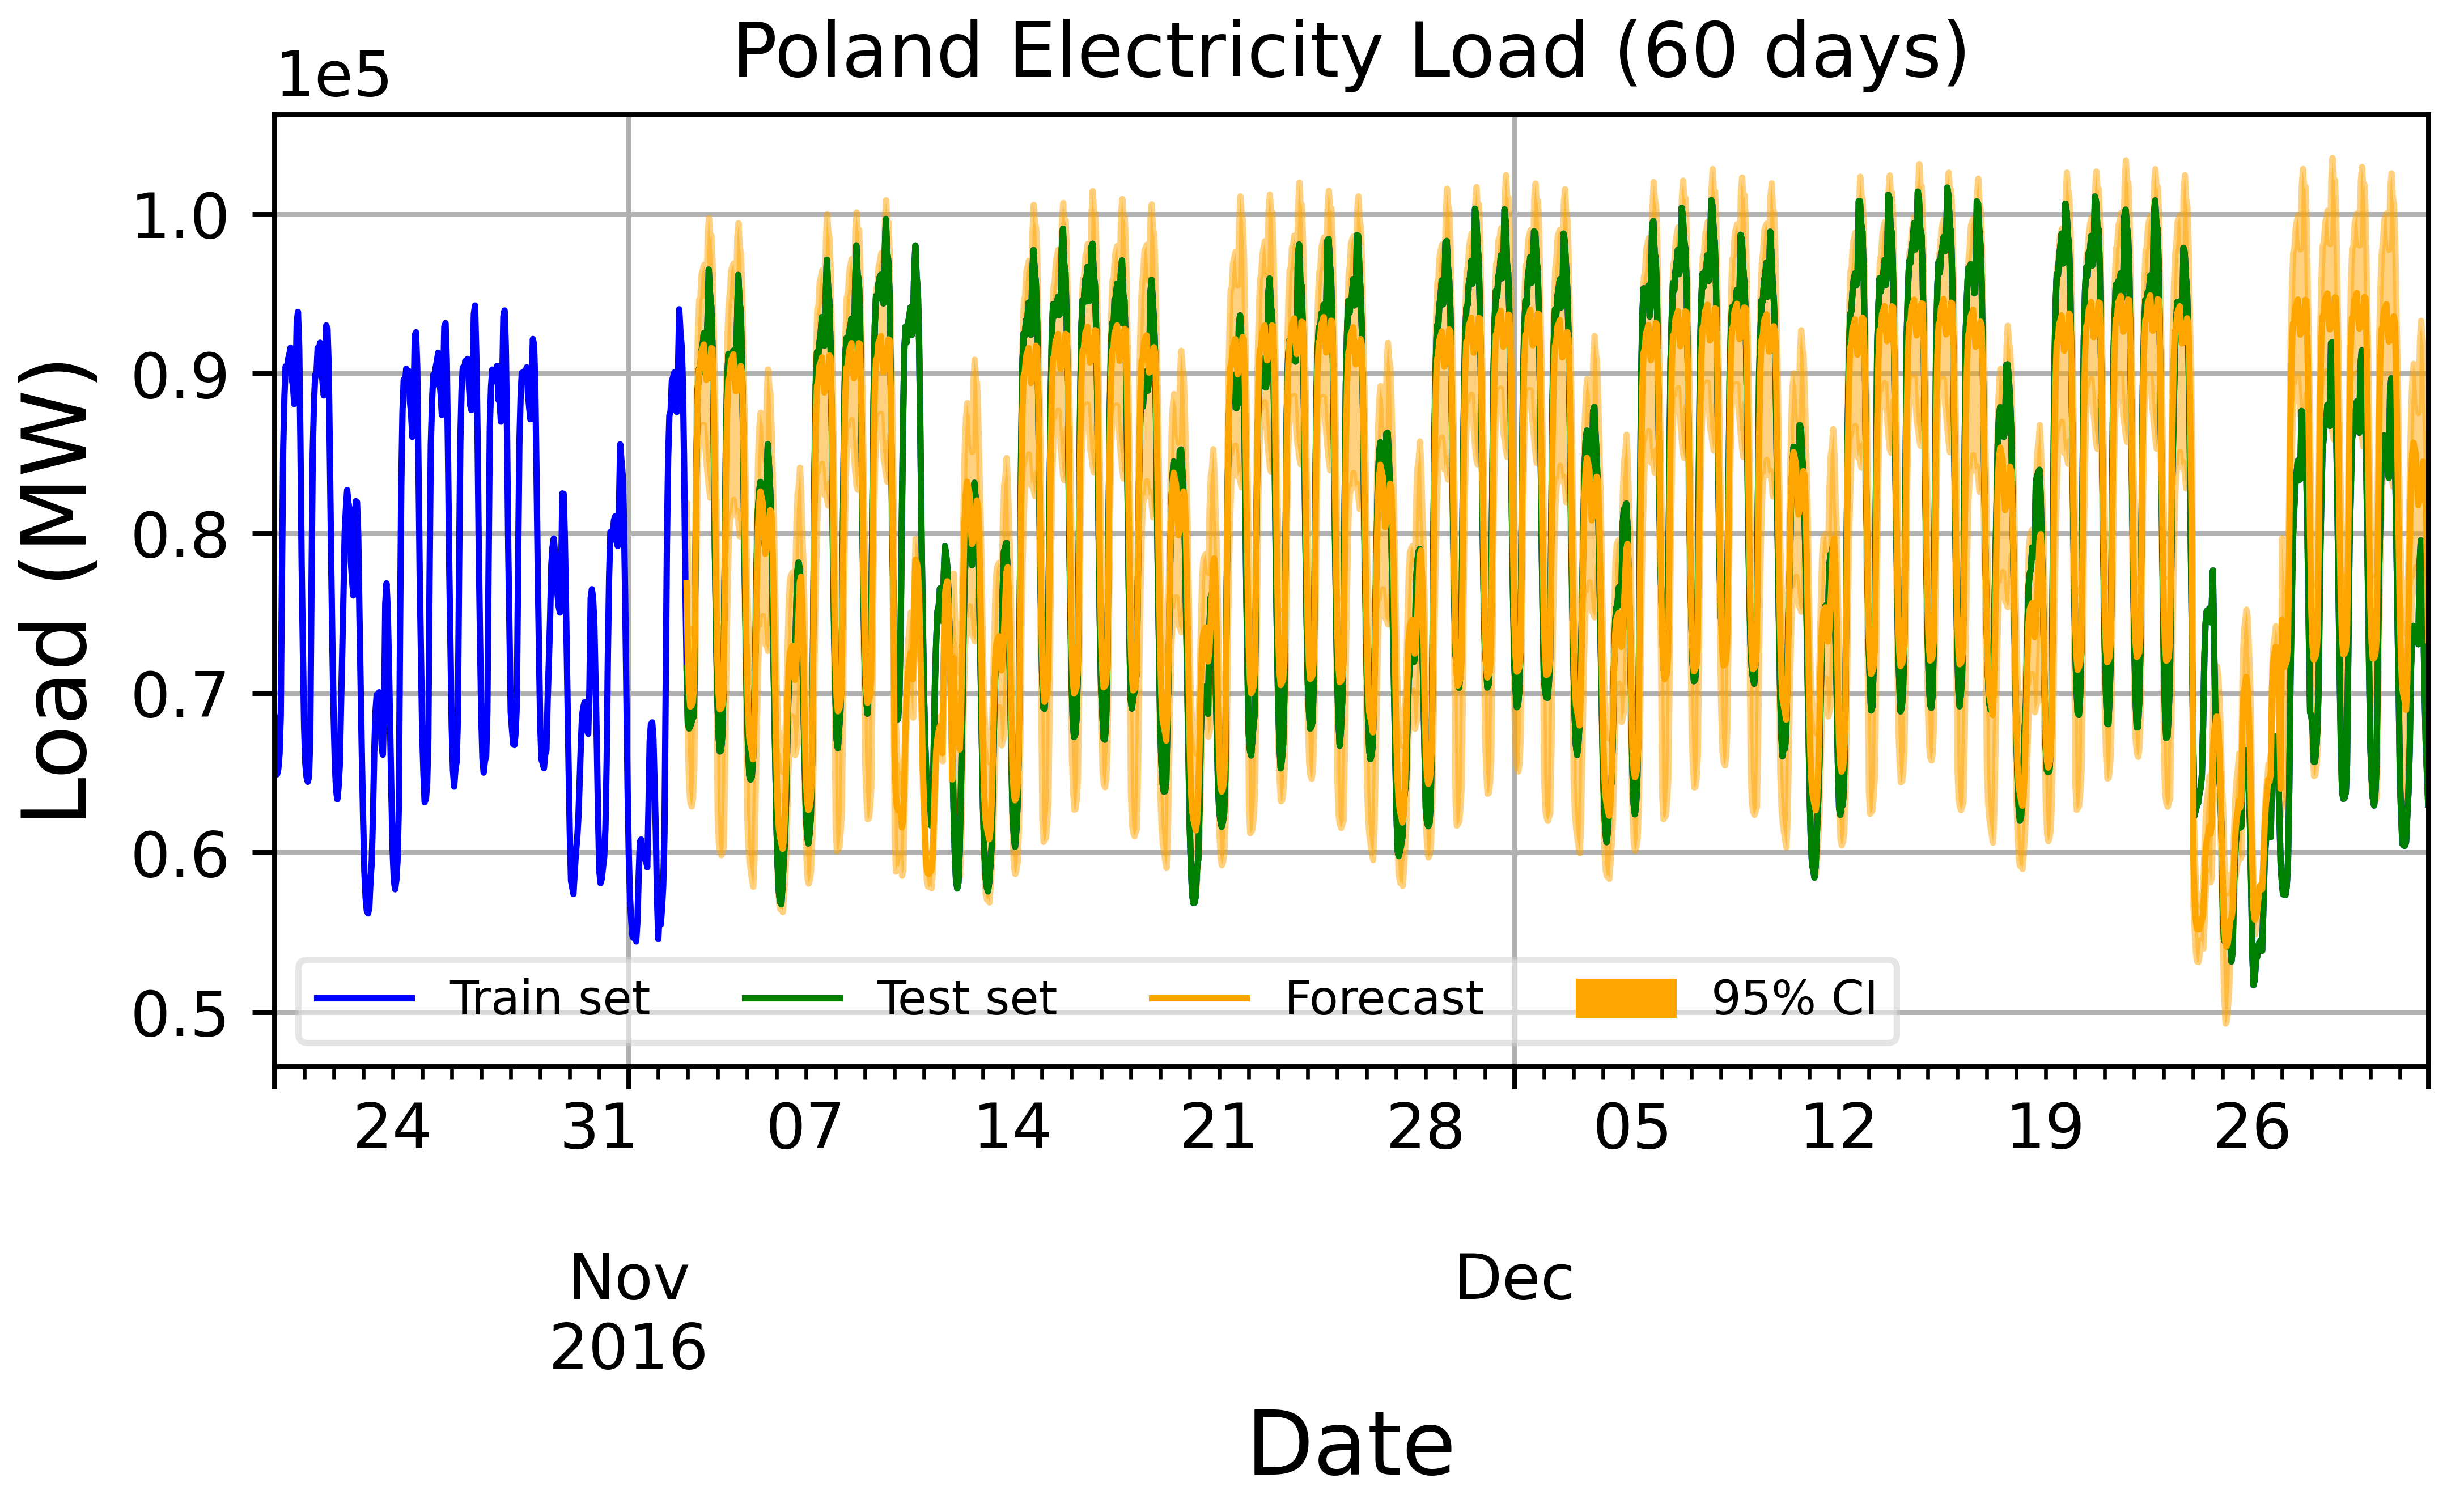 Poland Electricity Load (60 days)
1e5
1.0
0.9
0.8
0.7
0.6
0.5
Load (MW)
Train set
Test set
Forecast
95% CI
24 31 07 14 21 28 05 12 19 26
Nov Dec
2016
Date